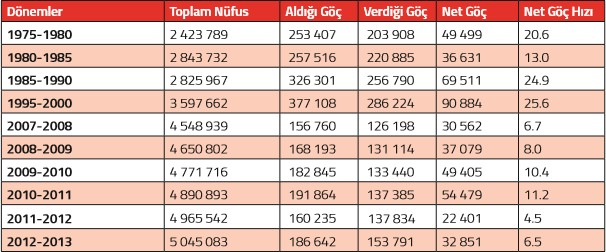 Dönemler Toplam Nüfus Aldığı Göç Verdiği Göç Net Göç Net Göç Hızı
1975-1980 2 423 789 253 407 203 908 49 499 20.6
1980-1985 2 843 732 257 516 220 885 36 631 13.0
1985-1990 2 825 967 326 301 256 790 69 511 24.9
1995-2000 3 597 662 377 108 286 224 90 884 25.6
2007-2008 4 548 939 156 760 126 198 30 562 6.7
2008-2009 4 650 802 168 193 131 114 37 079 8.0
2009-2010 4 771 716 182 845 133 440 49 405 10.4
2010-2011 4 890 893 191 864 137 385 54 479 11.2
2011-2012 4 965 542 160 235 137 834 22 401 4.5
2012-2013 5 045 083 186 642 153 791 32 851 6.5